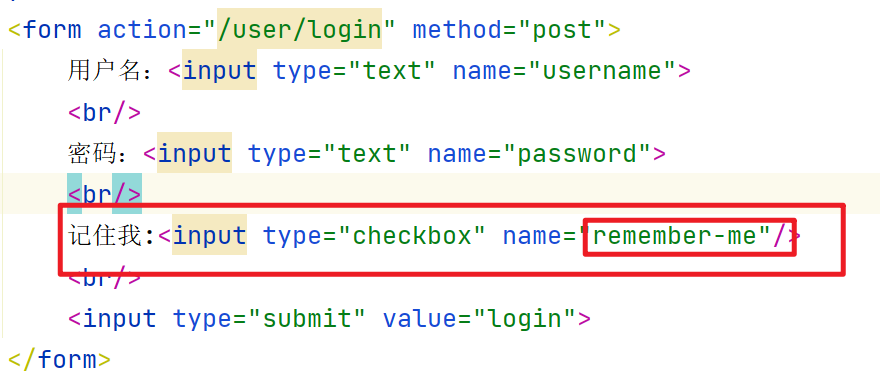 <form action="/user/login" method="post">
用户名：<input type="text" name="username">
<br/>
密码：<input type="text" name="password">
<br/>
记住我:<input type="checkbox" name="remember-me"/>
<br/>
<input type="submit" value="login">
</form>